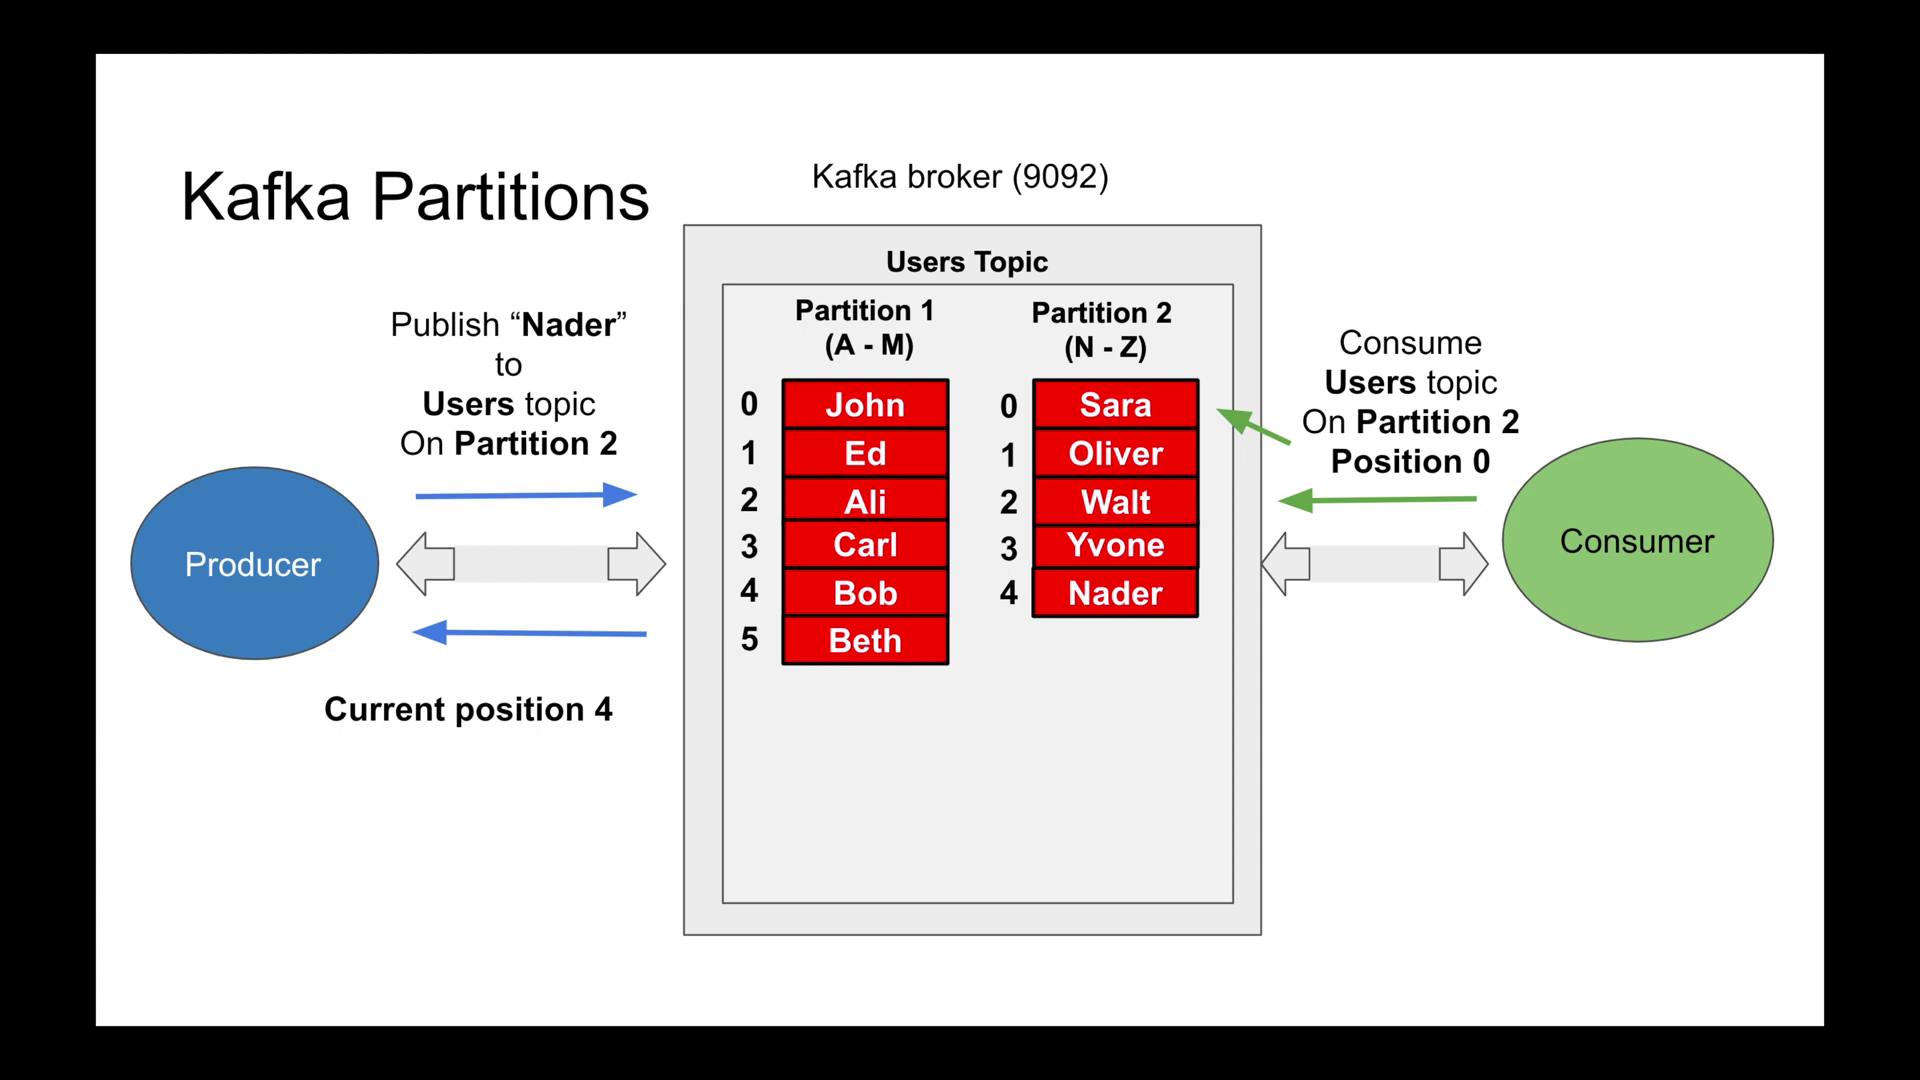 Kafka Partitions
Kafka broker (9092)
Users Topic
Publish “Nader”
to
Users topic
On Partition 2
Producer
Current position 4
Partition 1
(A - M)
0 John
1 Ed
2 Ali
3 Carl
4 Bob
5 Beth
Partition 2
(N - Z)
0 Sara
1 Oliver
2 Walt
3 Yvone
4 Nader
Consume
Users topic
On Partition 2
Position 0
Consumer